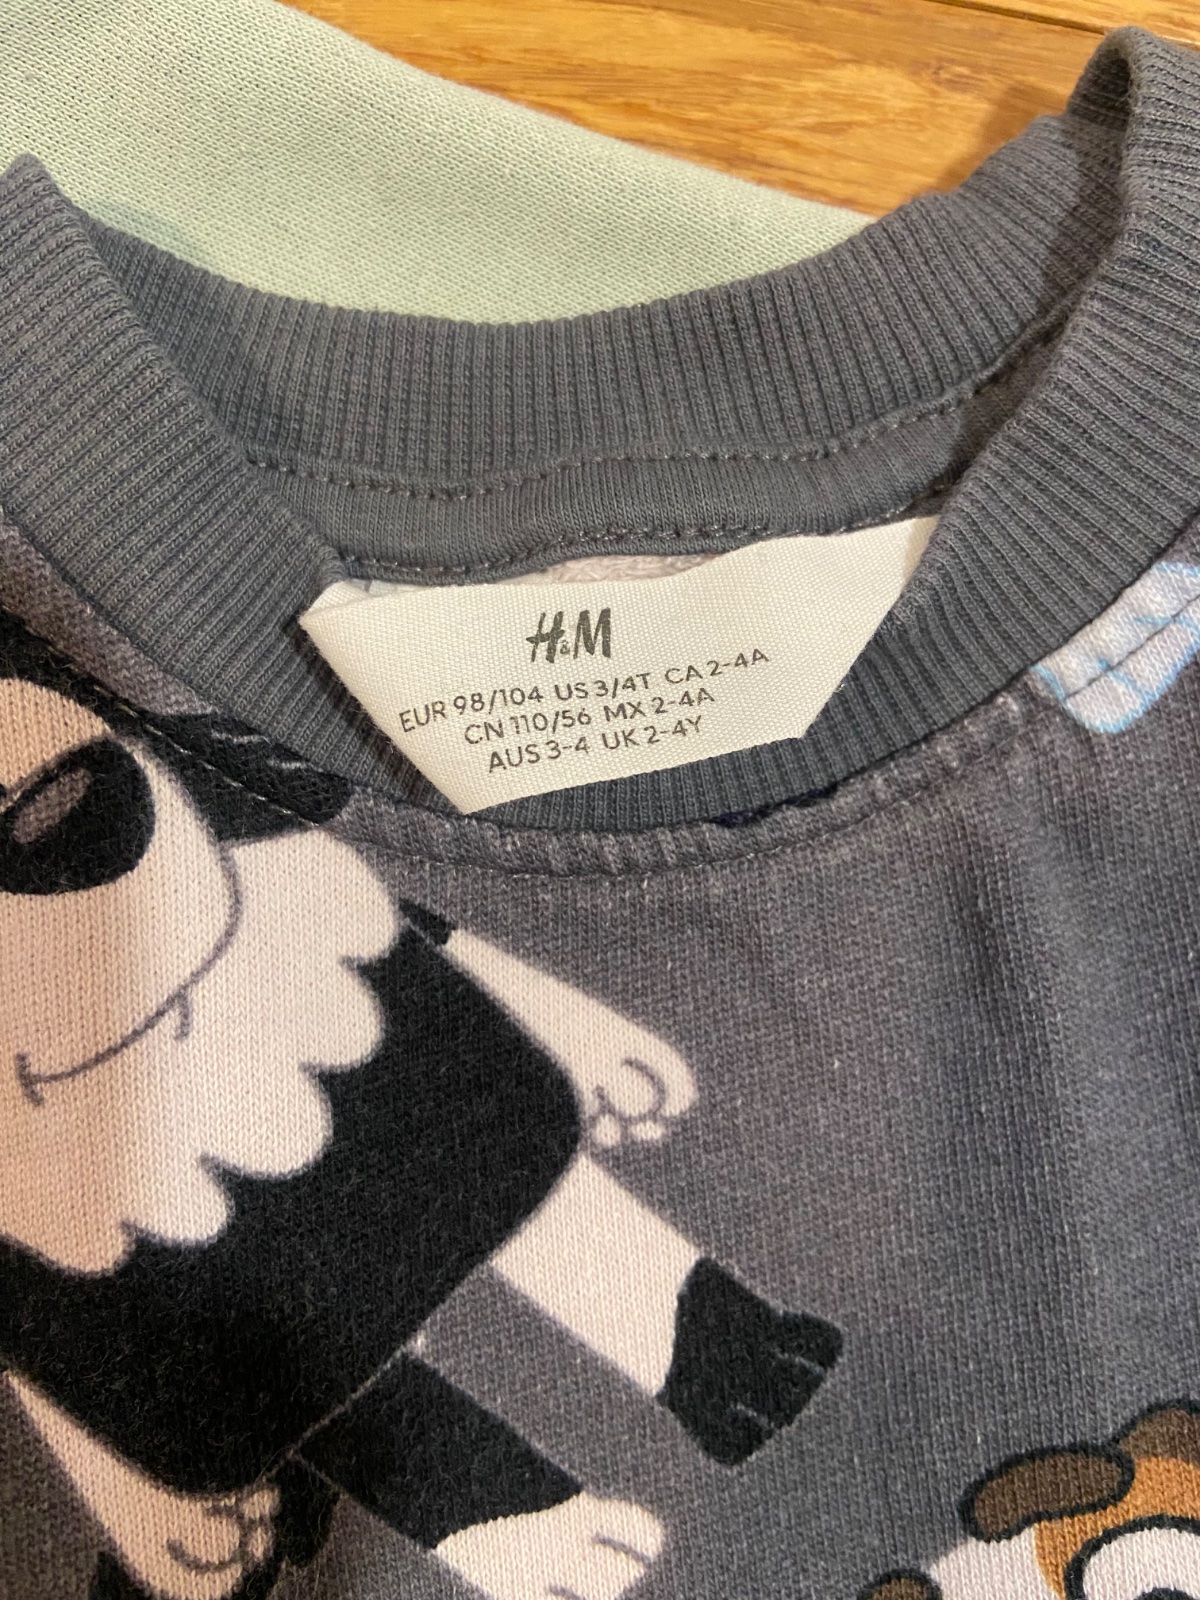 H&M
EUR 98/104 US 3/4T CA 2-4A
CN 110/56 MX 2-4A
AUS 3-4 UK 2-4Y